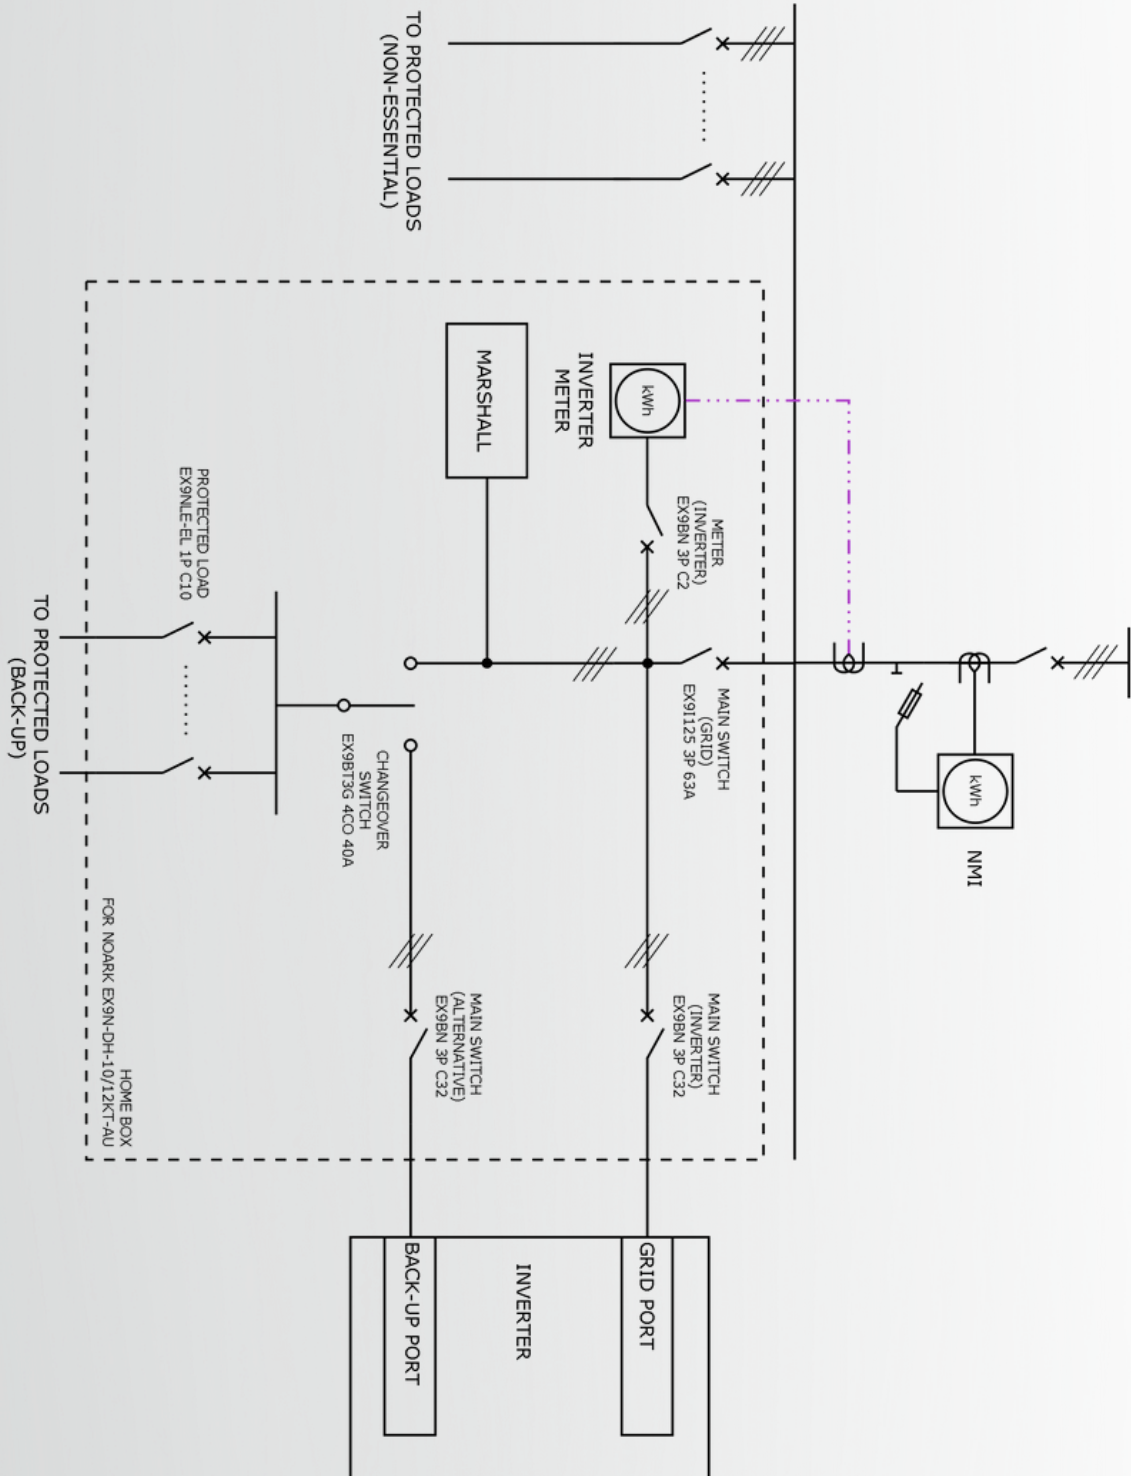 NMI
kWh
TO PROTECTED LOADS
(NON-ESSENTIAL)
kWh
INVERTER
METER
METER
(INVERTER)
EX9BN 3P C2
MAIN SWITCH
(GRID)
EX9I125 3P 63A
MAIN SWITCH
(INVERTER)
EX9BN 3P C32
GRID PORT
MARSHALL
INVERTER
MAIN SWITCH
(ALTERNATIVE)
EX9BN 3P C32
BACK-UP PORT
CHANGEOVER
SWITCH
EX9BT3G 4CO 40A
PROTECTED LOAD
EX9NLE-EL 1P C10
HOME BOX
FOR NOARK EX9N-DH-10/12KT-AU
TO PROTECTED LOADS
(BACK-UP)